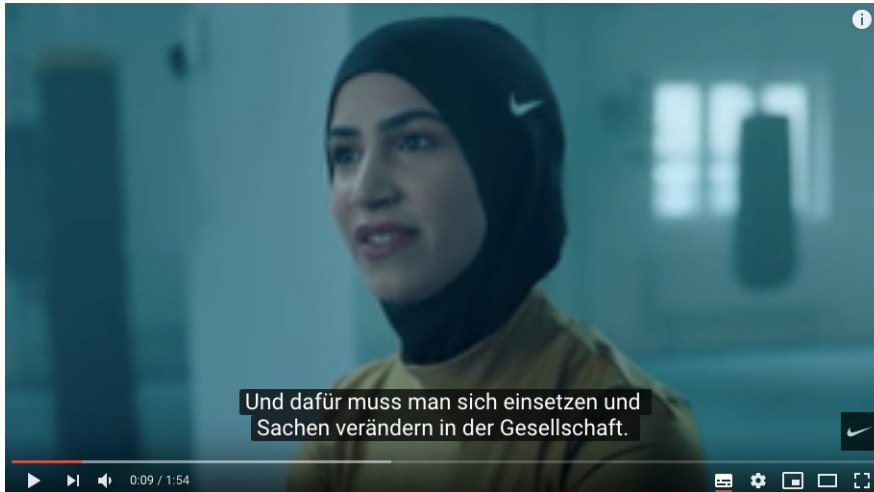 Und dafür muss man sich einsetzen und
Sachen verändern in der Gesellschaft.
0:09 / 1:54